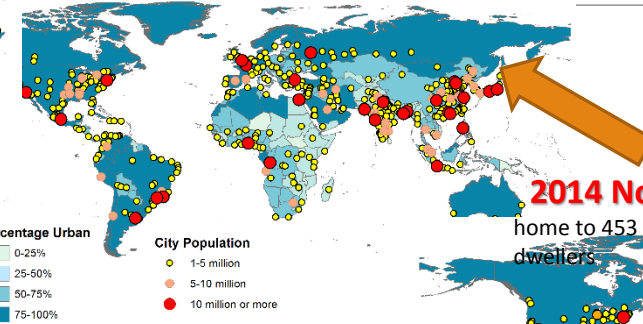 2014 No
home to 453
dwellers
centage Urban
0-25%
25-50%
50-75%
75-100%
City Population
1-5 million
5-10 million
10 million or more